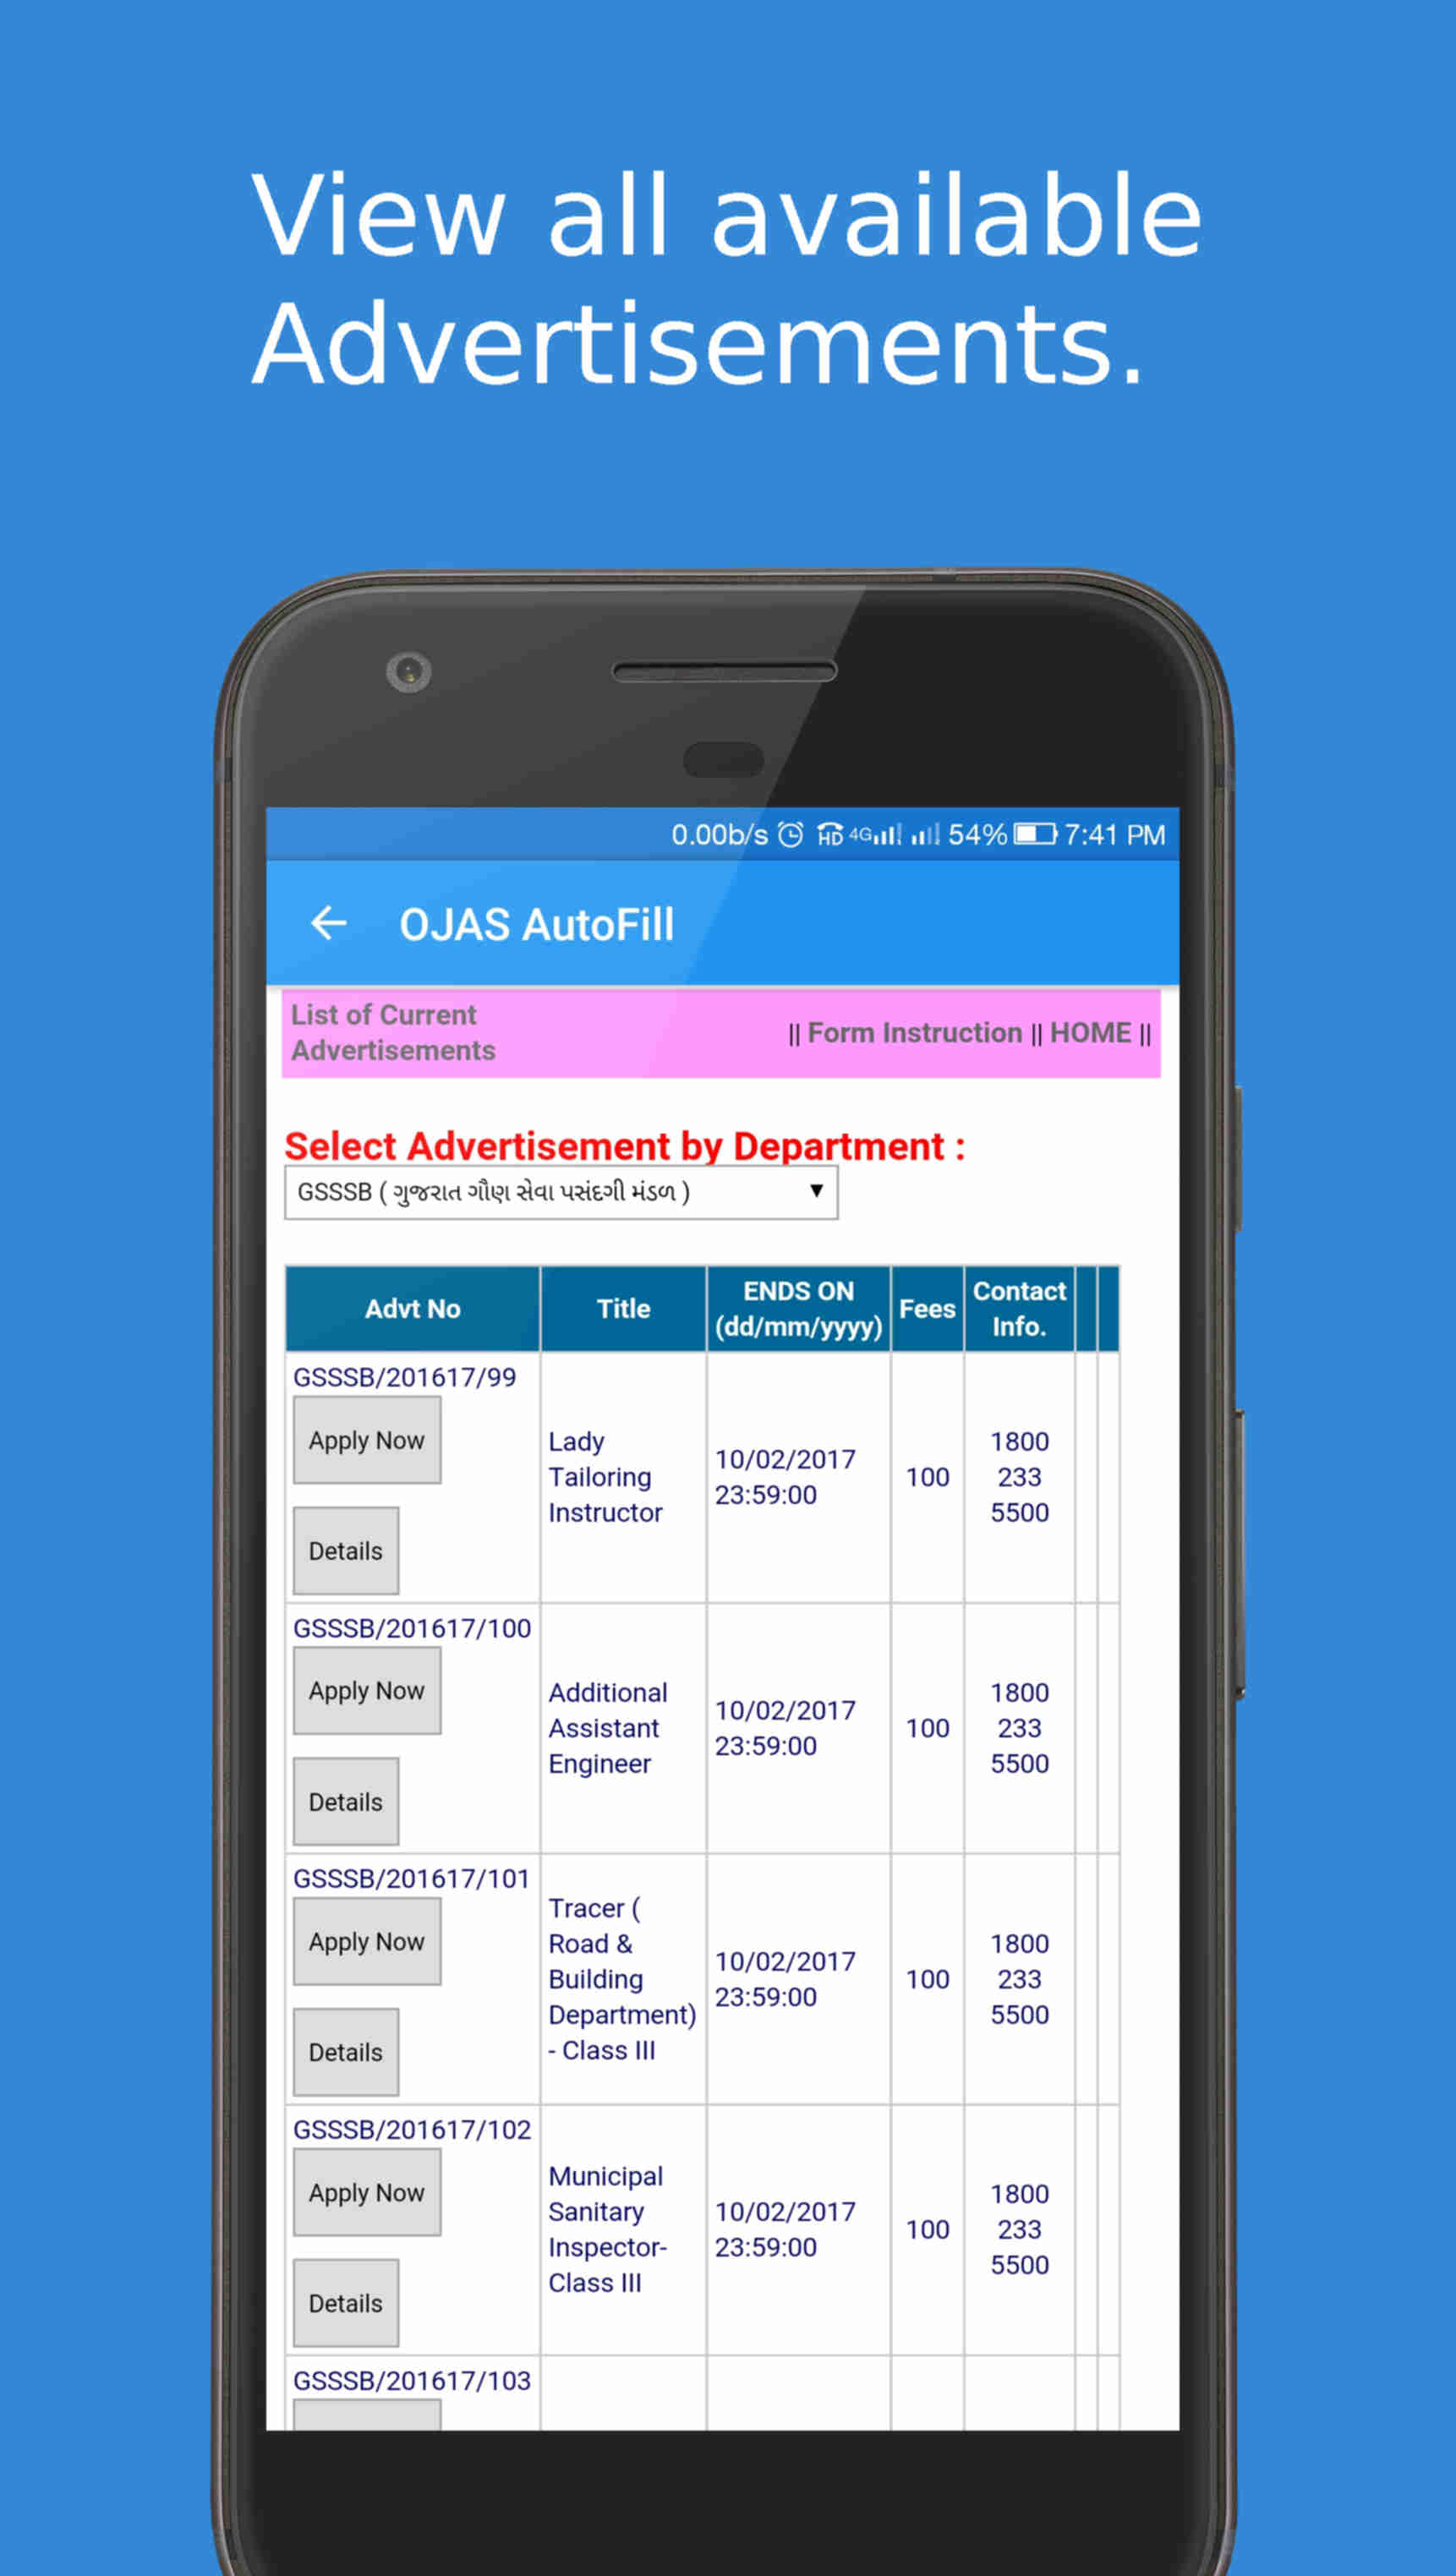 View all available
Advertisements.
0.00b/s HD 4G 54% 7:41 PM
OJAS AutoFill
List of Current
Advertisements
|| Form Instruction || HOME ||
Select Advertisement by Department :
GSSSB ( ગુજરાત ગૌણ સેવા પસંદગી મંડળ ) ▼
Advt No
Title
ENDS ON
(dd/mm/yyyy)
Fees
Contact
Info.
GSSSB/201617/99
Apply Now
Details
Lady
Tailoring
Instructor
10/02/2017
23:59:00
100
1800
233
5500
GSSSB/201617/100
Apply Now
Details
Additional
Assistant
Engineer
10/02/2017
23:59:00
100
1800
233
5500
GSSSB/201617/101
Apply Now
Details
Tracer (
Road &
Building
Department)
- Class III
10/02/2017
23:59:00
100
1800
233
5500
GSSSB/201617/102
Apply Now
Details
Municipal
Sanitary
Inspector-
Class III
10/02/2017
23:59:00
100
1800
233
5500
GSSSB/201617/103